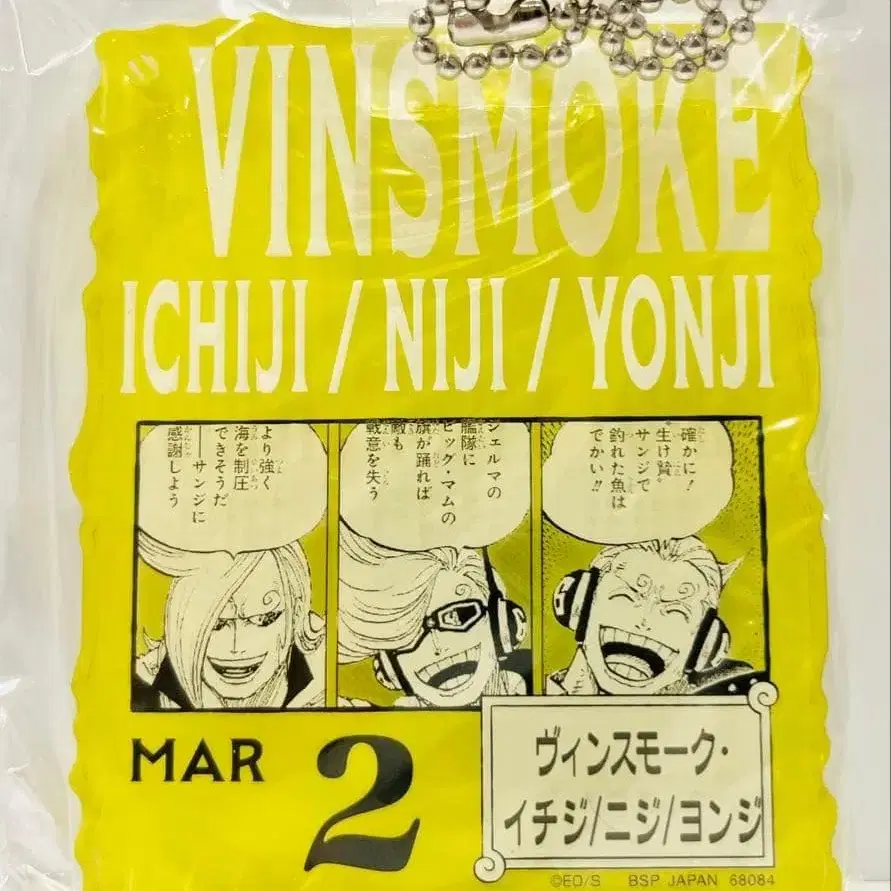 VINSMOKE
ICHIJI / NIJI / YONJI
確かに!
"生け贄"
サンジで
釣れた魚は
でかい!!
ジェルマの
艦隊に
ビッグ・マムの
旗が踊れば
敵も
戦意を失う
より強く
海を制圧
できそうだ
——サンジに
感謝しよう
MAR 2
ヴィンスモーク・
イチジ/ニジ/ヨンジ
©EO/S BSP JAPAN 68084